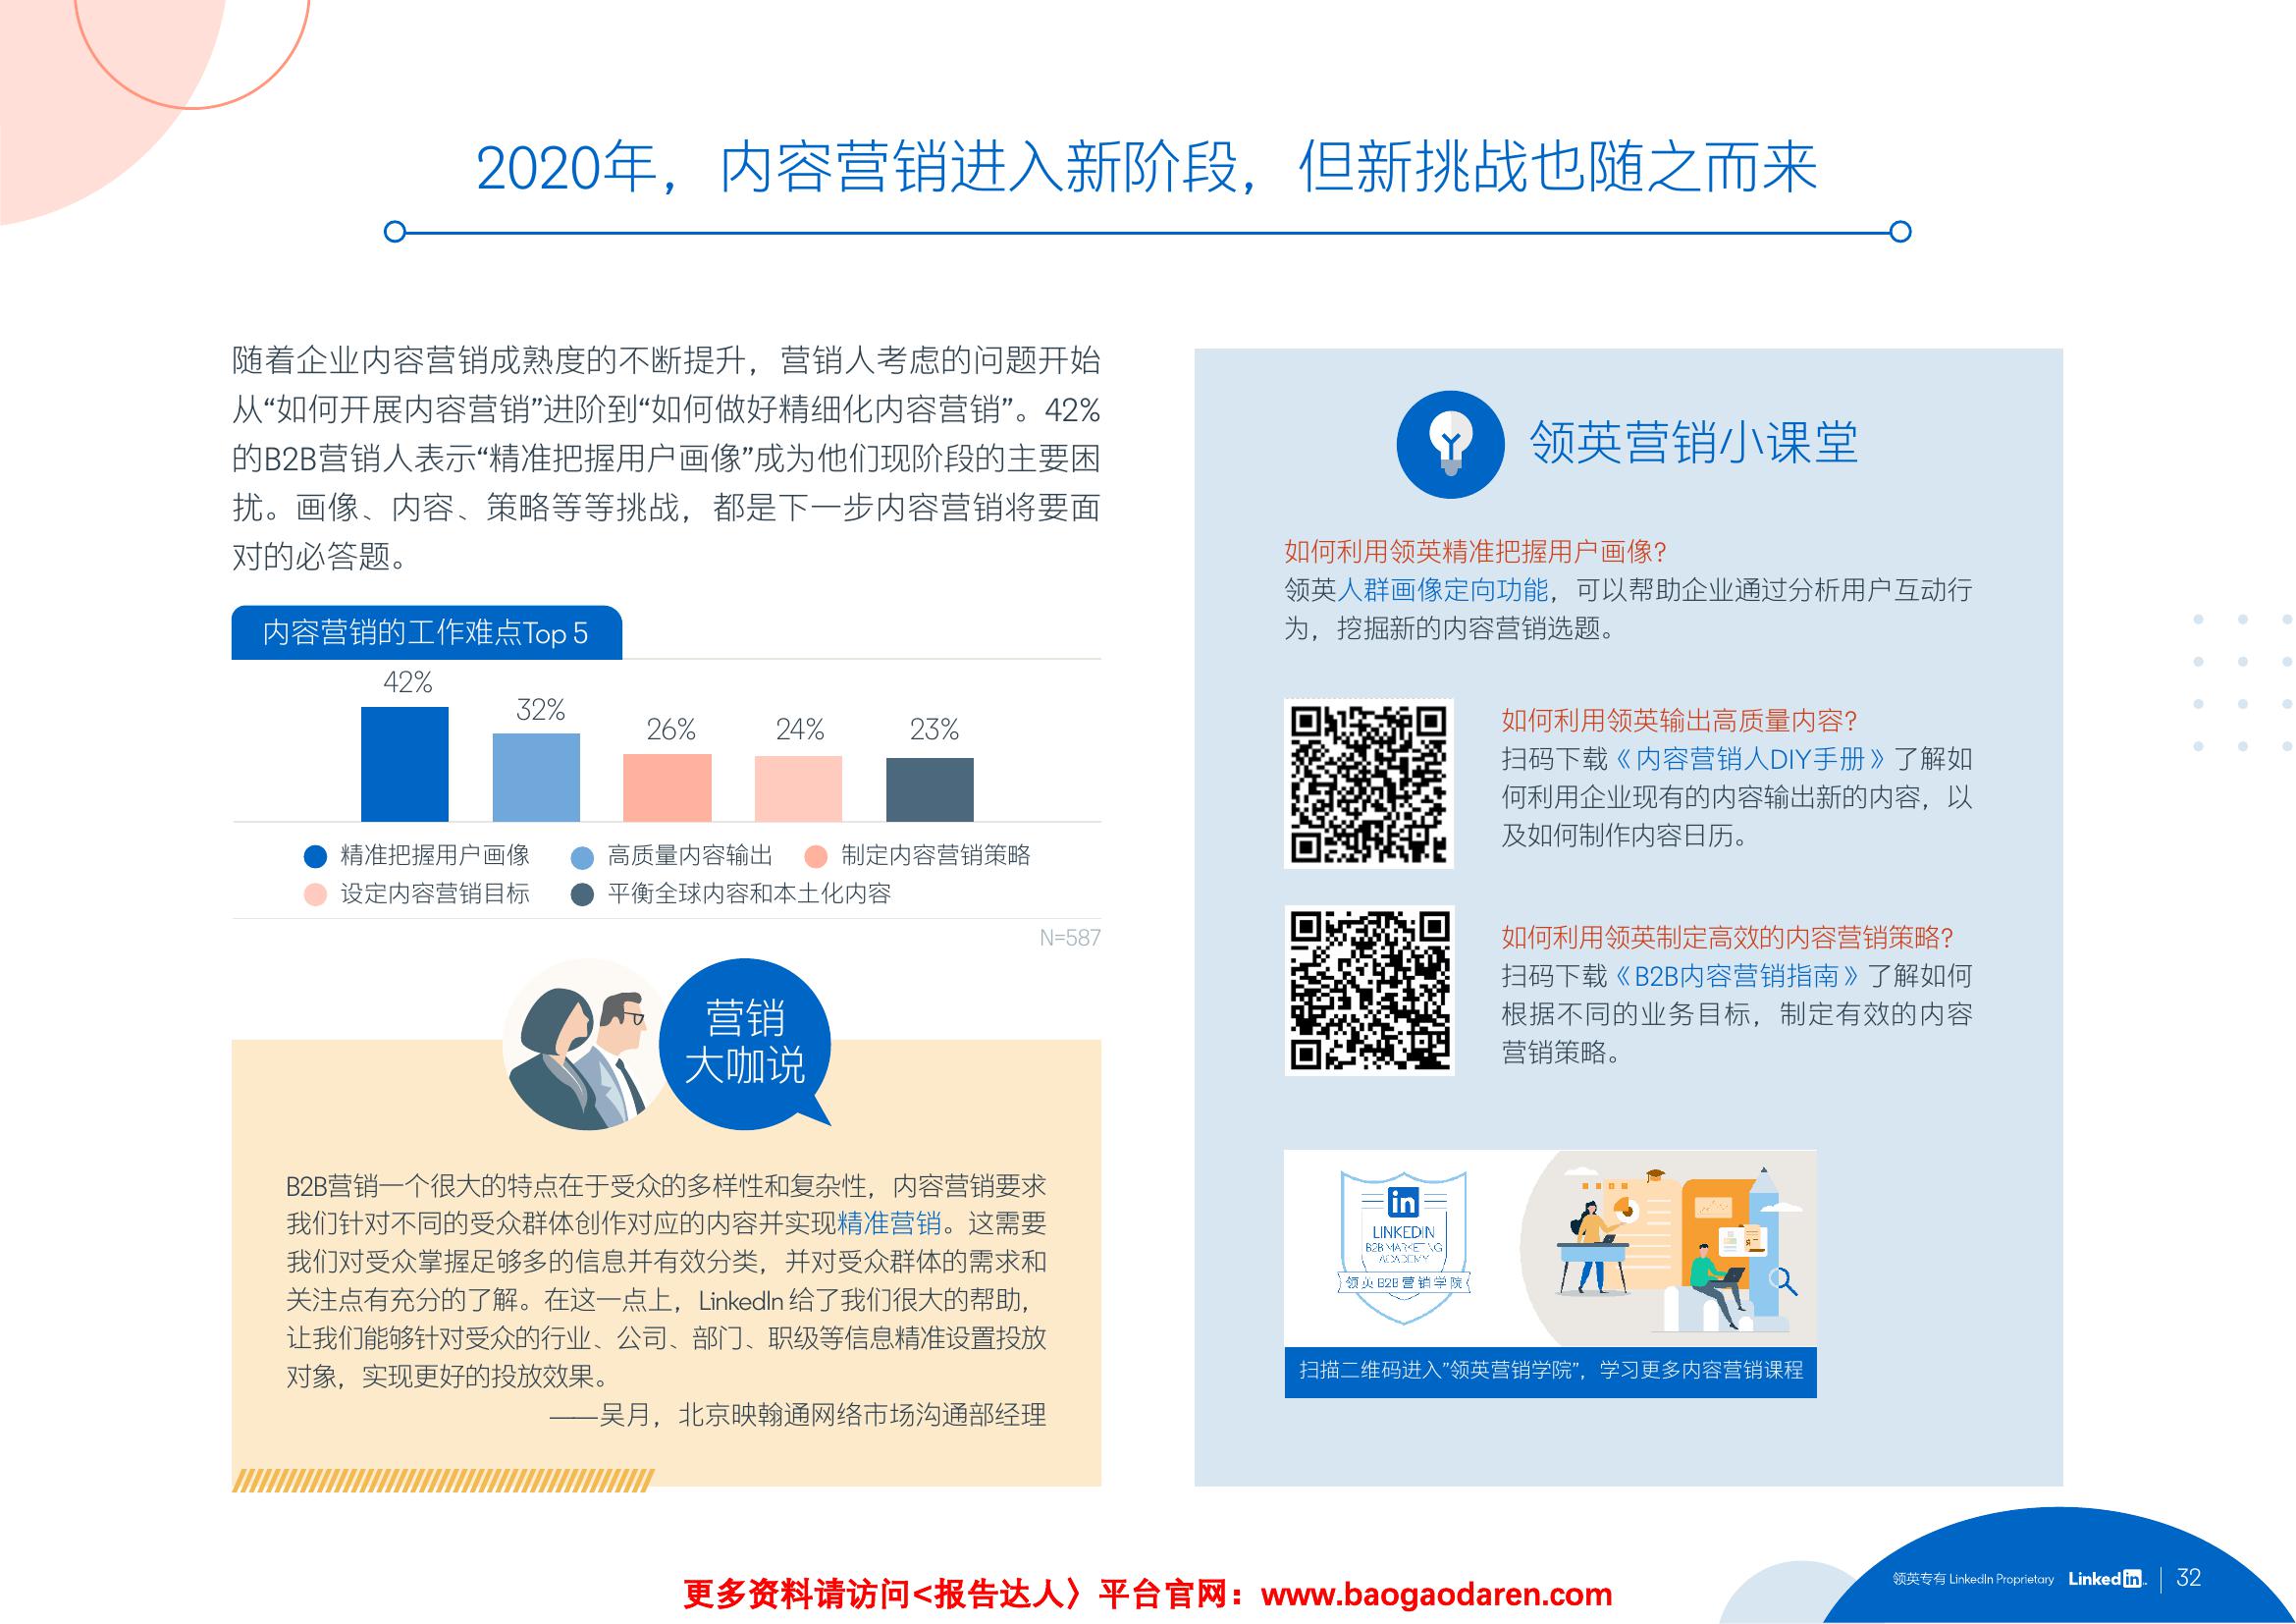 2020年，内容营销进入新阶段，但新挑战也随之而来
随着企业内容营销成熟度的不断提升，营销人考虑的问题开始
从“如何开展内容营销”进阶到“如何做好精细化内容营销”。42%
的B2B营销人表示“精准把握用户画像”成为他们现阶段的主要困
扰。画像、内容、策略等等挑战，都是下一步内容营销将要面
对的必答题。
内容营销的工作难点Top 5
42%
32%
26%
24%
23%
精准把握用户画像
高质量内容输出
制定内容营销策略
设定内容营销目标
平衡全球内容和本土化内容
N=587
营销
大咖说
B2B营销一个很大的特点在于受众的多样性和复杂性，内容营销要求
我们针对不同的受众群体创作对应的内容并实现精准营销。这需要
我们对受众掌握足够多的信息并有效分类，并对受众群体的需求和
关注点有充分的了解。在这一点上，LinkedIn 给了我们很大的帮助，
让我们能够针对受众的行业、公司、部门、职级等信息精准设置投放
对象，实现更好的投放效果。
——吴月，北京映翰通网络市场沟通部经理
领英营销小课堂
如何利用领英精准把握用户画像?
领英人群画像定向功能，可以帮助企业通过分析用户互动行
为，挖掘新的内容营销选题。
如何利用领英输出高质量内容?
扫码下载《内容营销人DIY手册》了解如
何利用企业现有的内容输出新的内容，以
及如何制作内容日历。
如何利用领英制定高效的内容营销策略?
扫码下载《B2B内容营销指南》了解如何
根据不同的业务目标，制定有效的内容
营销策略。
in
LINKEDIN
B2B MARKETING
ACADEMY
领英 B2B 营销学院
扫描二维码进入”领英营销学院”，学习更多内容营销课程
领英专有 LinkedIn Proprietary Linkedin 32
更多资料请访问<报告达人〉平台官网：www.baogaodaren.com